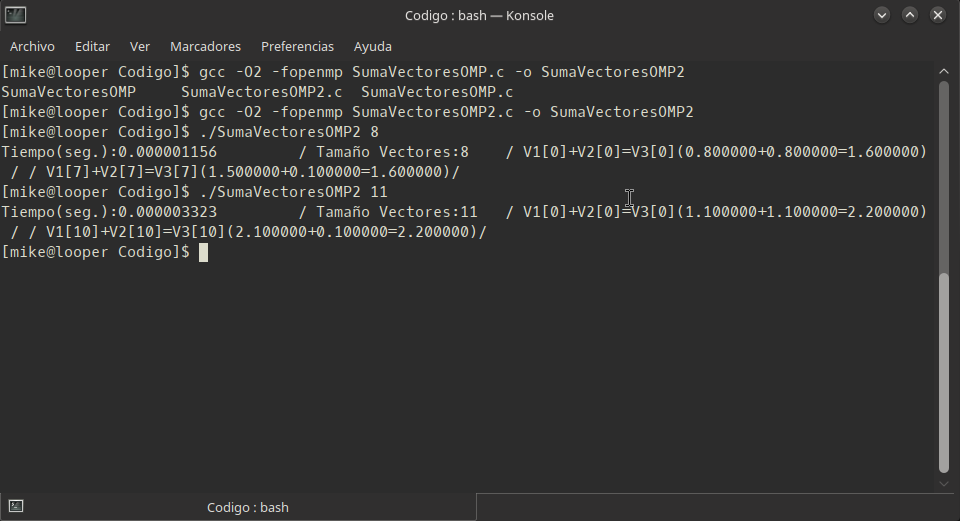 Codigo : bash — Konsole
Archivo Editar Ver Marcadores Preferencias Ayuda
[mike@looper Codigo]$ gcc -O2 -fopenmp SumaVectoresOMP.c -o SumaVectoresOMP2
SumaVectoresOMP     SumaVectoresOMP2.c  SumaVectoresOMP.c
[mike@looper Codigo]$ gcc -O2 -fopenmp SumaVectoresOMP2.c -o SumaVectoresOMP2
[mike@looper Codigo]$ ./SumaVectoresOMP2 8
Tiempo(seg.):0.000001156         / Tamaño Vectores:8    / V1[0]+V2[0]=V3[0](0.800000+0.800000=1.600000)
 / / V1[7]+V2[7]=V3[7](1.500000+0.100000=1.600000)/
[mike@looper Codigo]$ ./SumaVectoresOMP2 11
Tiempo(seg.):0.000003323         / Tamaño Vectores:11   / V1[0]+V2[0]=V3[0](1.100000+1.100000=2.200000)
 / / V1[10]+V2[10]=V3[10](2.100000+0.100000=2.200000)/
[mike@looper Codigo]$
Codigo : bash